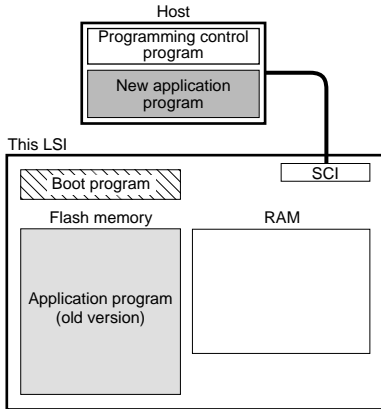 Host
Programming control
program
New application
program
This LSI
SCI
Boot program
Flash memory
RAM
Application program
(old version)